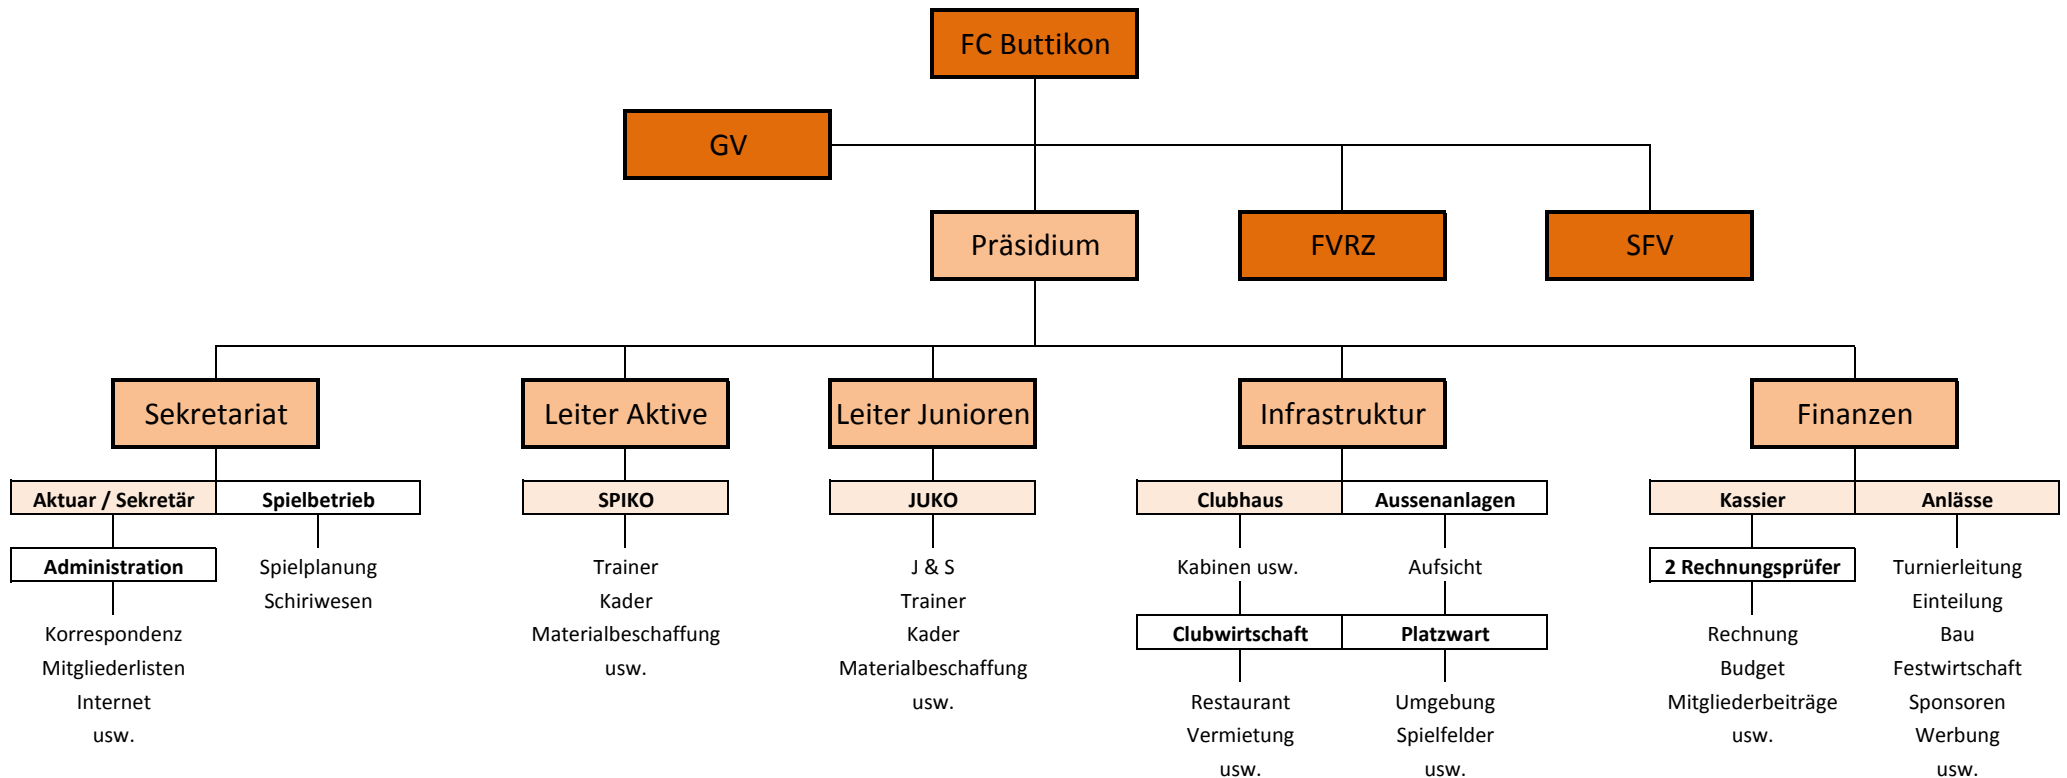 FC Buttikon
GV
Präsidium
FVRZ
SFV
Sekretariat
Leiter Aktive
Leiter Junioren
Infrastruktur
Finanzen
Aktuar / Sekretär
Spielbetrieb
SPIKO
JUKO
Clubhaus
Aussenanlagen
Kassier
Anlässe
Administration
Korrespondenz
Mitgliederlisten
Internet
usw.
Spielplanung
Schiriwesen
Trainer
Kader
Materialbeschaffung
usw.
J & S
Trainer
Kader
Materialbeschaffung
usw.
Kabinen usw.
Clubwirtschaft
Restaurant
Vermietung
usw.
Aufsicht
Platzwart
Umgebung
Spielfelder
usw.
2 Rechnungsprüfer
Rechnung
Budget
Mitgliederbeiträge
usw.
Turnierleitung
Einteilung
Bau
Festwirtschaft
Sponsoren
Werbung
usw.